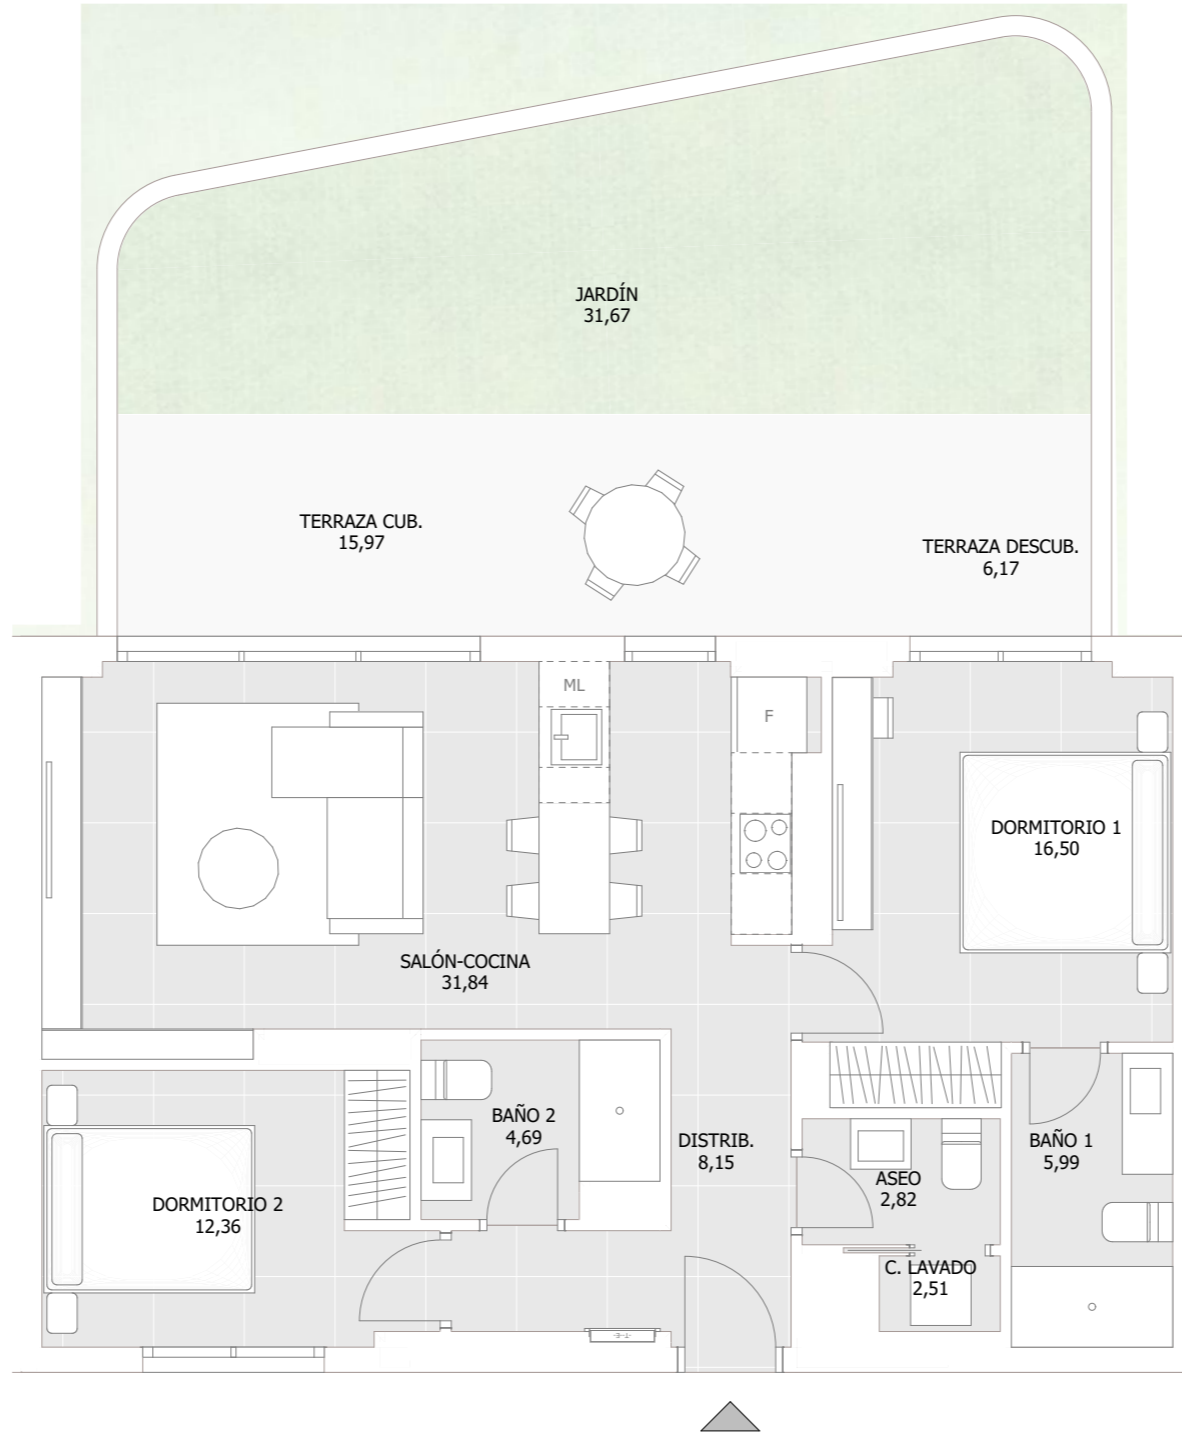 JARDÍN
31,67
TERRAZA CUB.
15,97
TERRAZA DESCUB.
6,17
ML
F
DORMITORIO 1
16,50
SALÓN-COCINA
31,84
BAÑO 2
4,69
DISTRIB.
8,15
BAÑO 1
5,99
ASEO
2,82
DORMITORIO 2
12,36
C. LAVADO
2,51